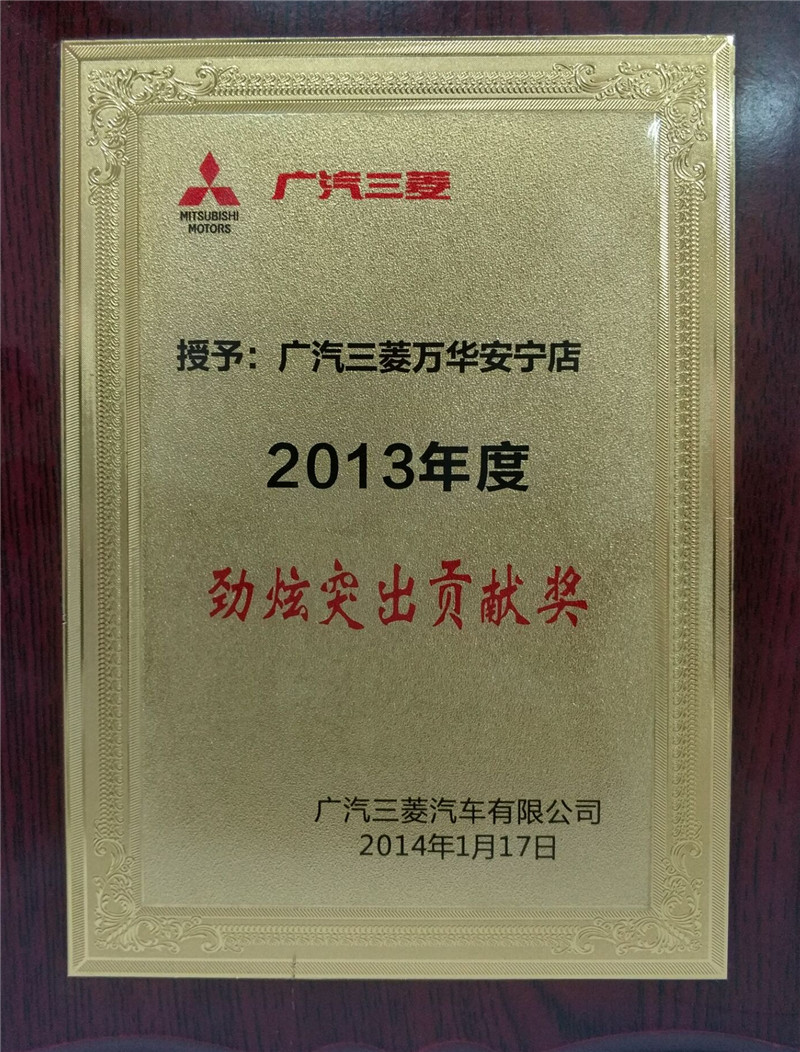 MITSUBISHI
MOTORS
广汽三菱
授予：广汽三菱万华安宁店
2013年度
劲炫突出贡献奖
广汽三菱汽车有限公司
2014年1月17日